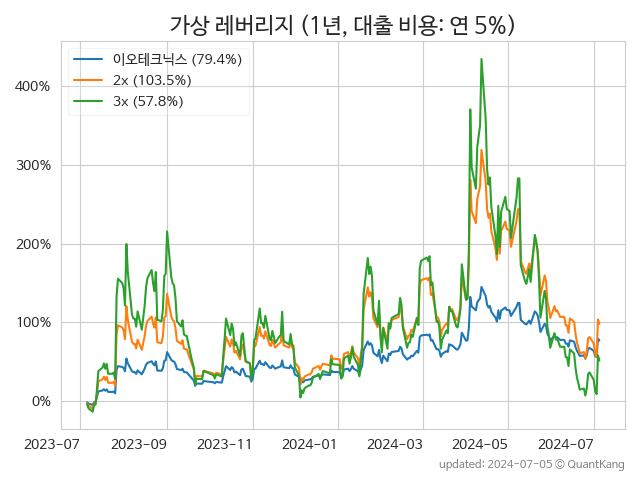 가상 레버리지 (1년, 대출 비용: 연 5%)
이오테크닉스 (79.4%)
2x (103.5%)
3x (57.8%)
400%
300%
200%
100%
0%
2023-07 2023-09 2023-11 2024-01 2024-03 2024-05 2024-07
updated: 2024-07-05 © QuantKang